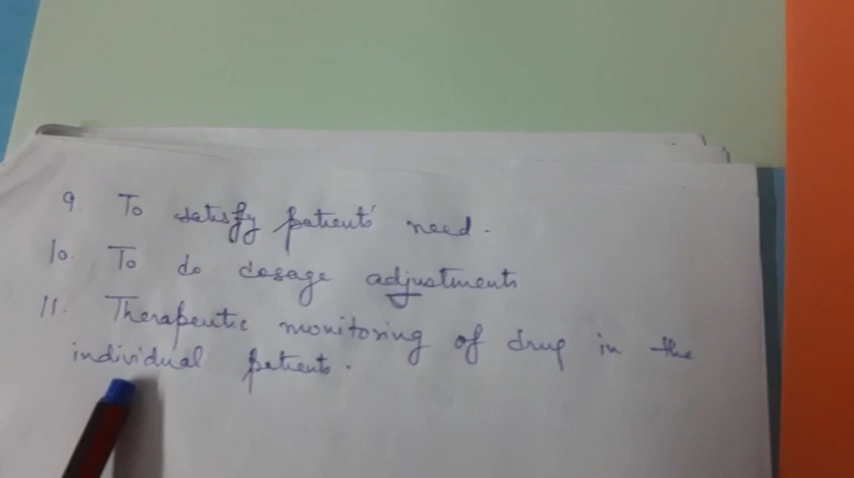 9 To satisfy patients' need.
10. To do dosage adjustments
11. Therapeutic monitoring of drug in the
individual patients.